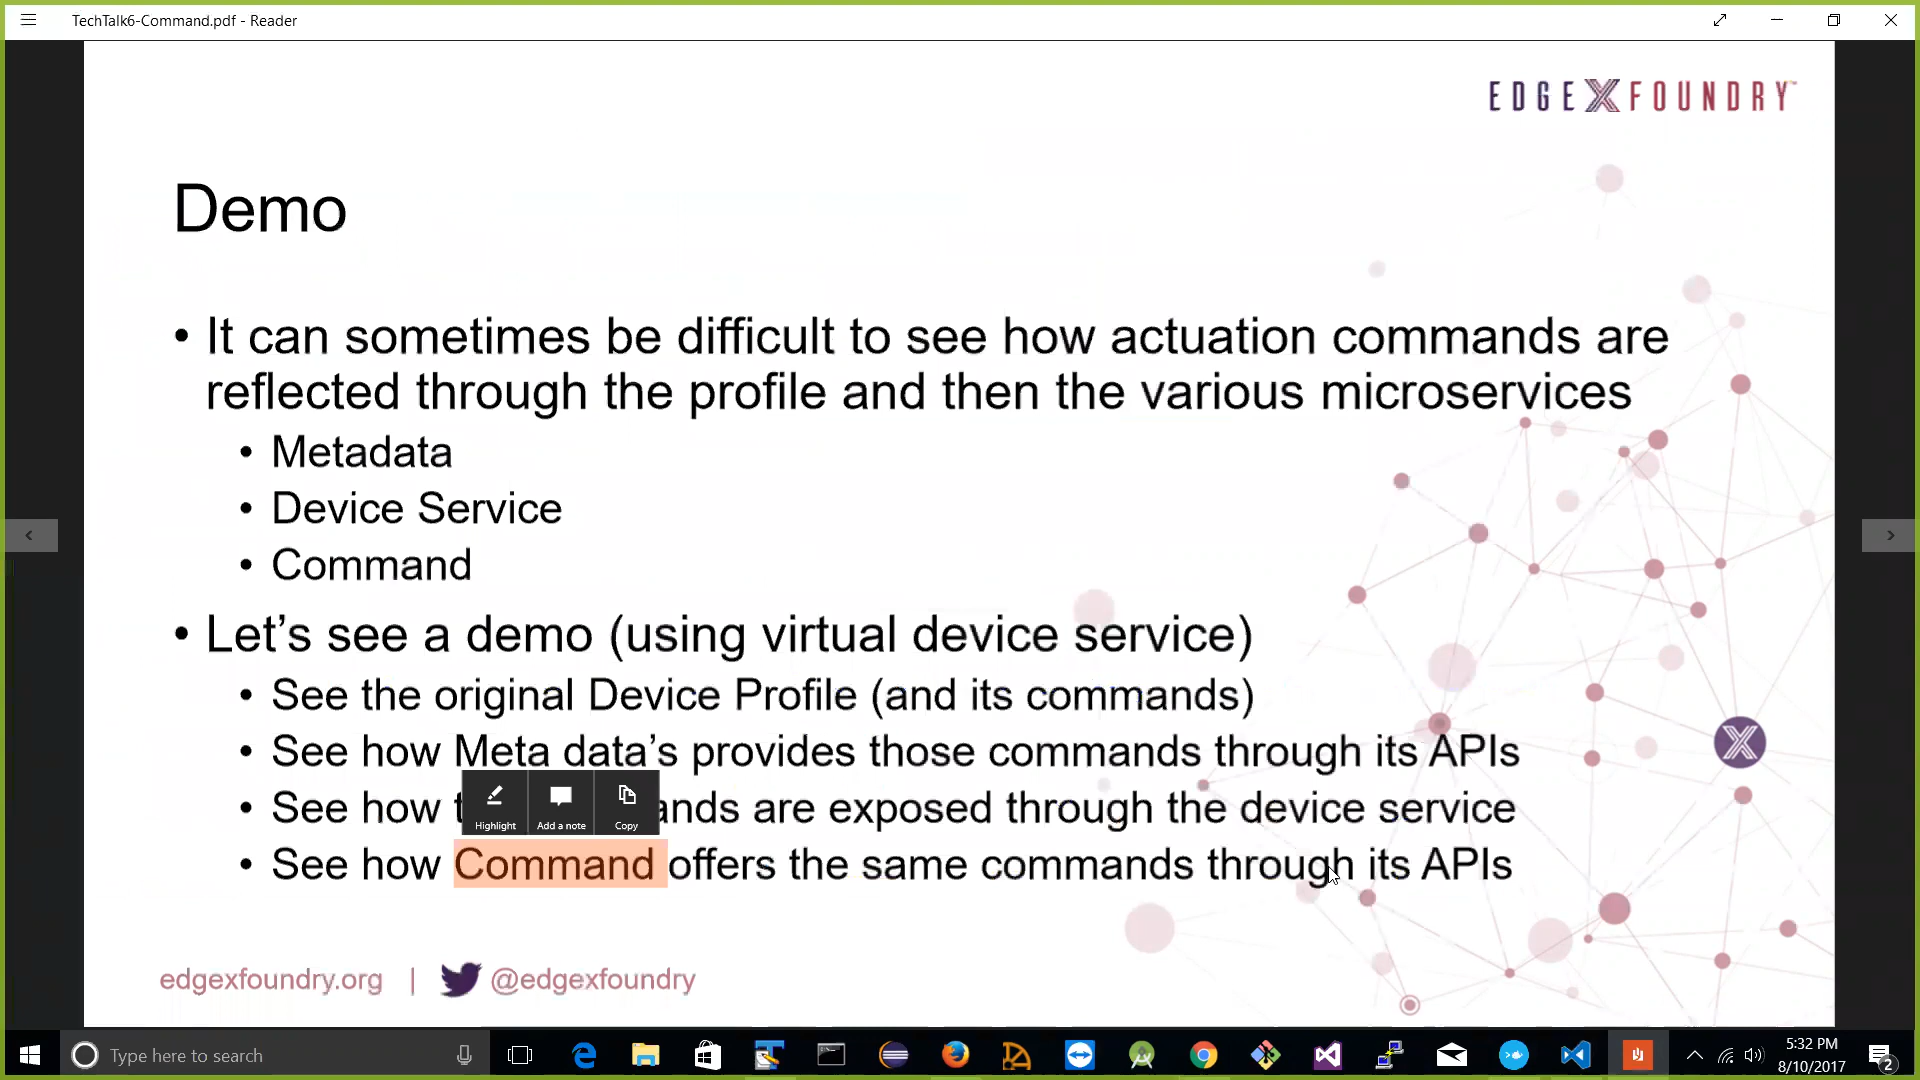 TechTalk6-Command.pdf - Reader
EDGE X FOUNDRY
Demo
• It can sometimes be difficult to see how actuation commands are
reflected through the profile and then the various microservices
• Metadata
• Device Service
• Command
• Let’s see a demo (using virtual device service)
• See the original Device Profile (and its commands)
• See how Meta data’s provides those commands through its APIs
Highlight
Add a note
Copy
• See how ands are exposed through the device service
• See how Command offers the same commands through its APIs
edgexfoundry.org | @edgexfoundry
Type here to search
5:32 PM
8/10/2017
2